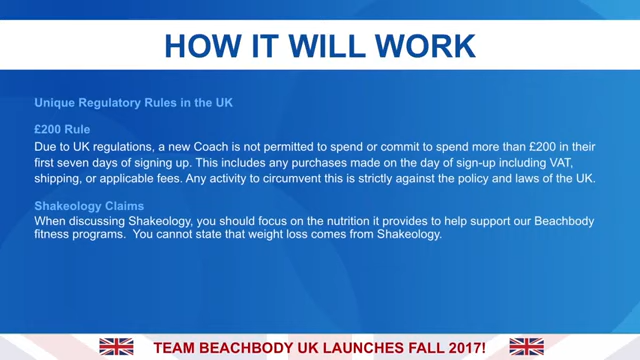 HOW IT WILL WORK
Unique Regulatory Rules in the UK
£200 Rule
Due to UK regulations, a new Coach is not permitted to spend or commit to spend more than £200 in their
first seven days of signing up. This includes any purchases made on the day of sign-up including VAT,
shipping, or applicable fees. Any activity to circumvent this is strictly against the policy and laws of the UK.
Shakeology Claims
When discussing Shakeology, you should focus on the nutrition it provides to help support our Beachbody
fitness programs.  You cannot state that weight loss comes from Shakeology.
TEAM BEACHBODY UK LAUNCHES FALL 2017!